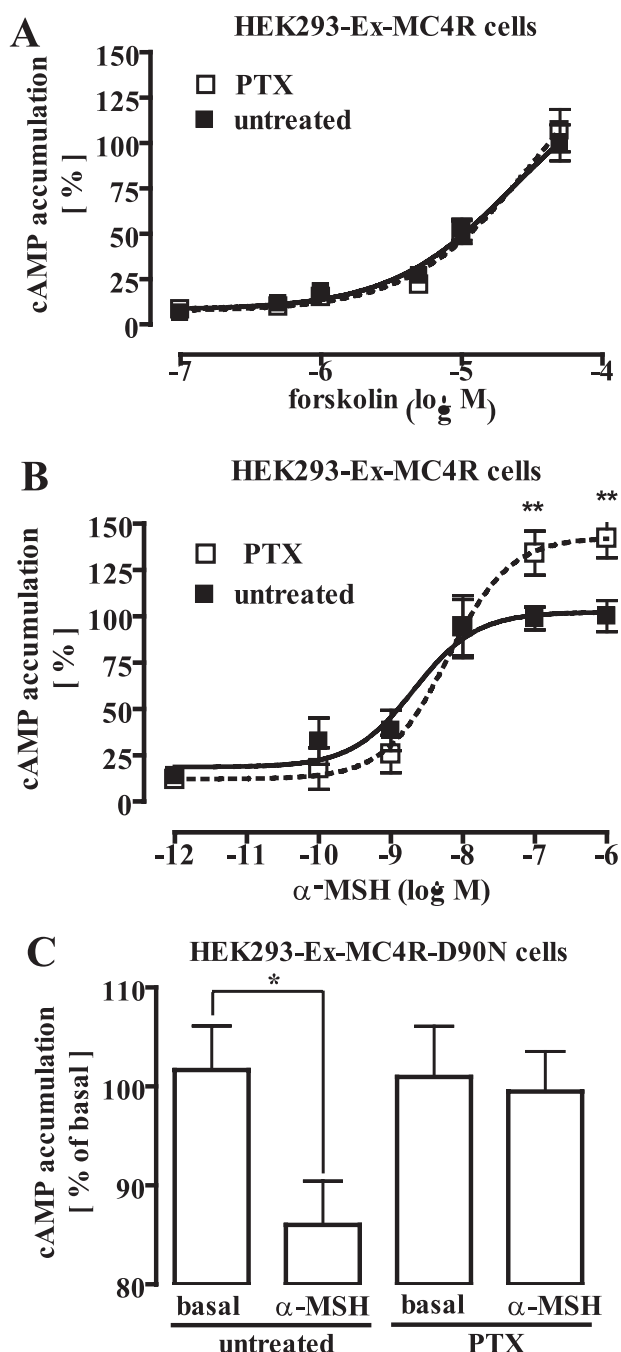 A
HEK293-Ex-MC4R cells
cAMP accumulation
[ % ]
150
125
100
75
50
25
0
PTX
untreated
-7 -6 -5 -4
forskolin (log M)
B
HEK293-Ex-MC4R cells
cAMP accumulation
[ % ]
150
125
100
75
50
25
0
PTX
untreated
** **
-12 -11 -10 -9 -8 -7 -6
α-MSH (log M)
C
HEK293-Ex-MC4R-D90N cells
cAMP accumulation
[ % of basal ]
110
100
90
80
*
basal α-MSH basal α-MSH
untreated PTX